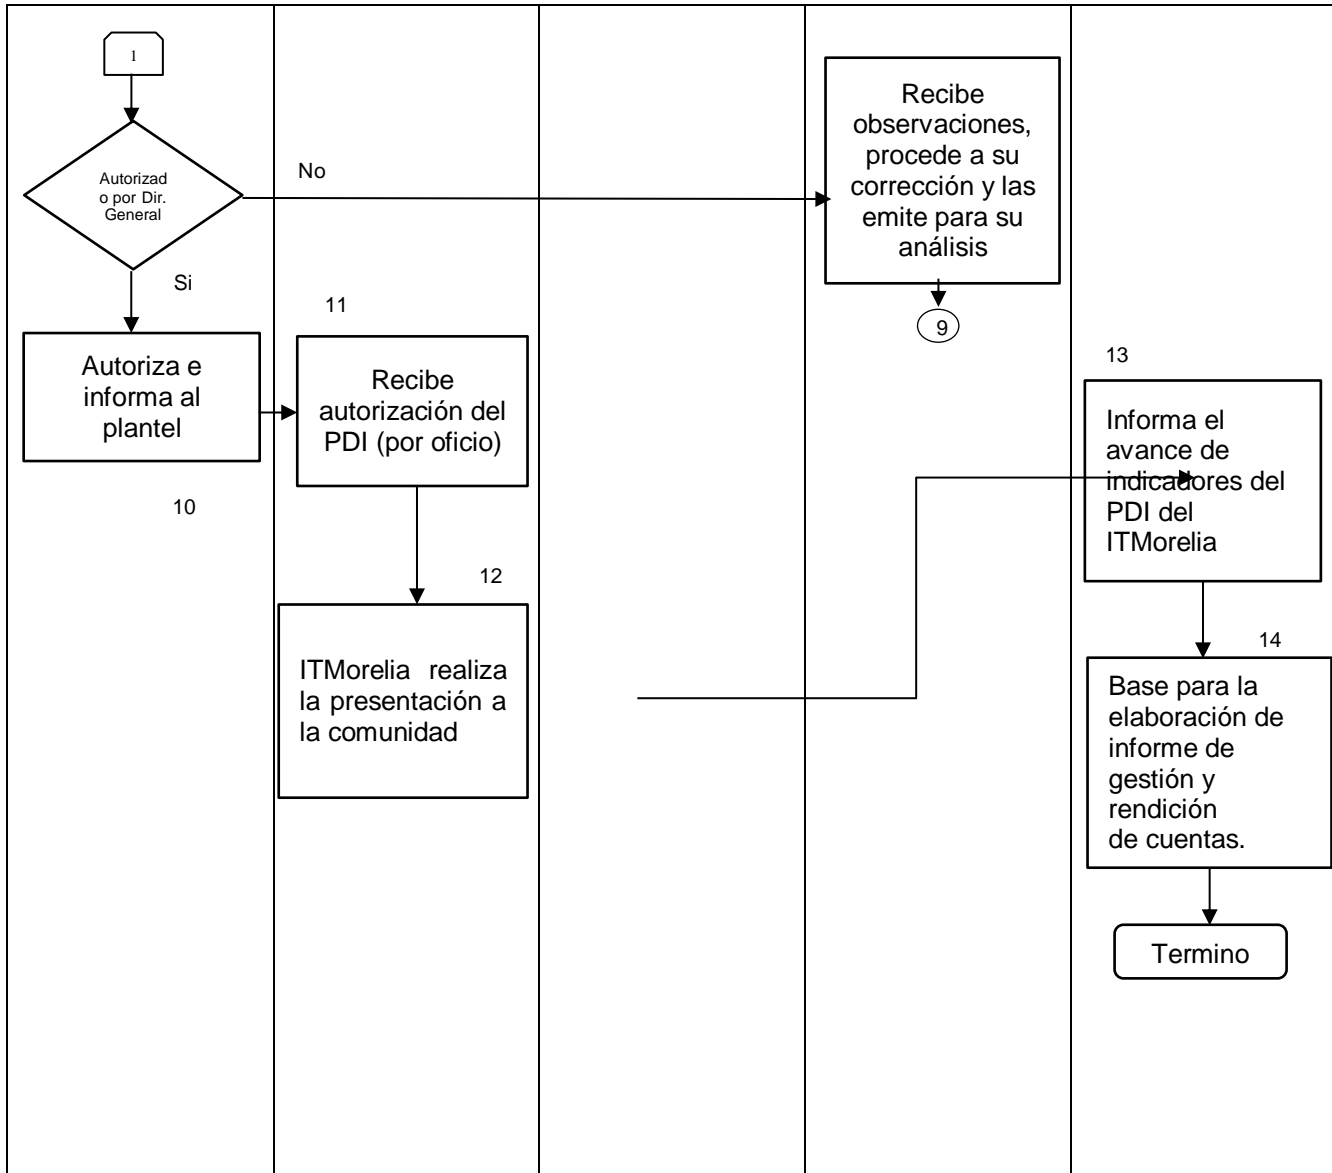 1
Autorizad
o por Dir.
General
No
Si
Recibe
observaciones,
procede a su
corrección y las
emite para su
análisis
9
Autoriza e
informa al
plantel
10
11
Recibe
autorización del
PDI (por oficio)
12
ITMorelia realiza
la presentación a
la comunidad
13
Informa el
avance de
indicadores del
PDI del
ITMorelia
14
Base para la
elaboración de
informe de
gestión y
rendición
de cuentas.
Termino